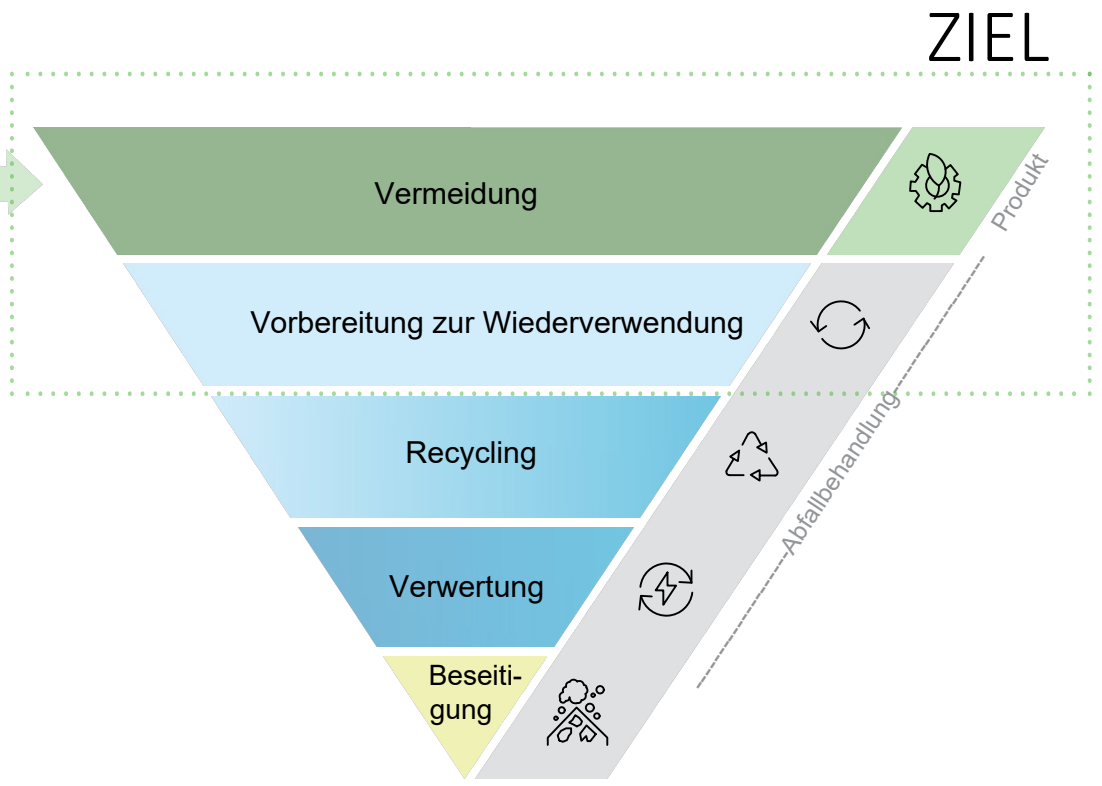 ZIEL
Vermeidung
Produkt
Vorbereitung zur Wiederverwendung
Recycling
Abfallbehandlung
Verwertung
Beseiti-
gung